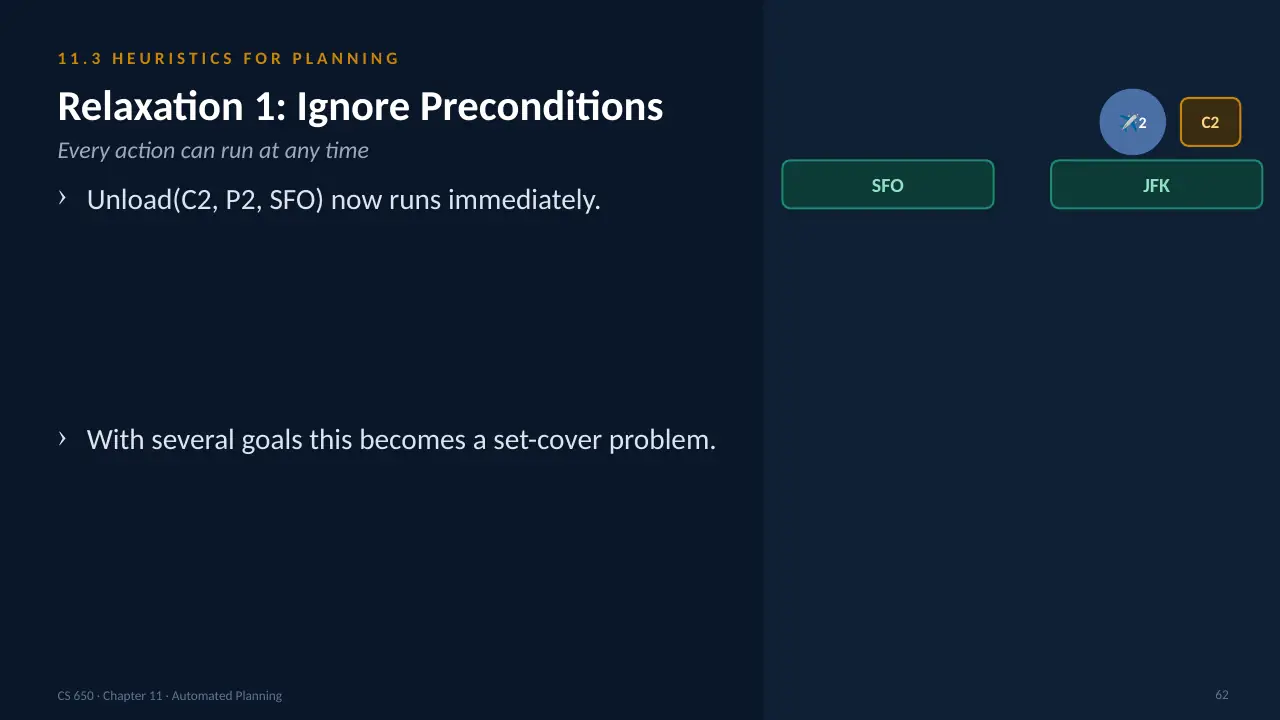 11.3 HEURISTICS FOR PLANNING
Relaxation 1: Ignore Preconditions
Every action can run at any time
› Unload(C2, P2, SFO) now runs immediately.
› With several goals this becomes a set-cover problem.
✈️2
C2
SFO
JFK
CS 650 · Chapter 11 · Automated Planning
62